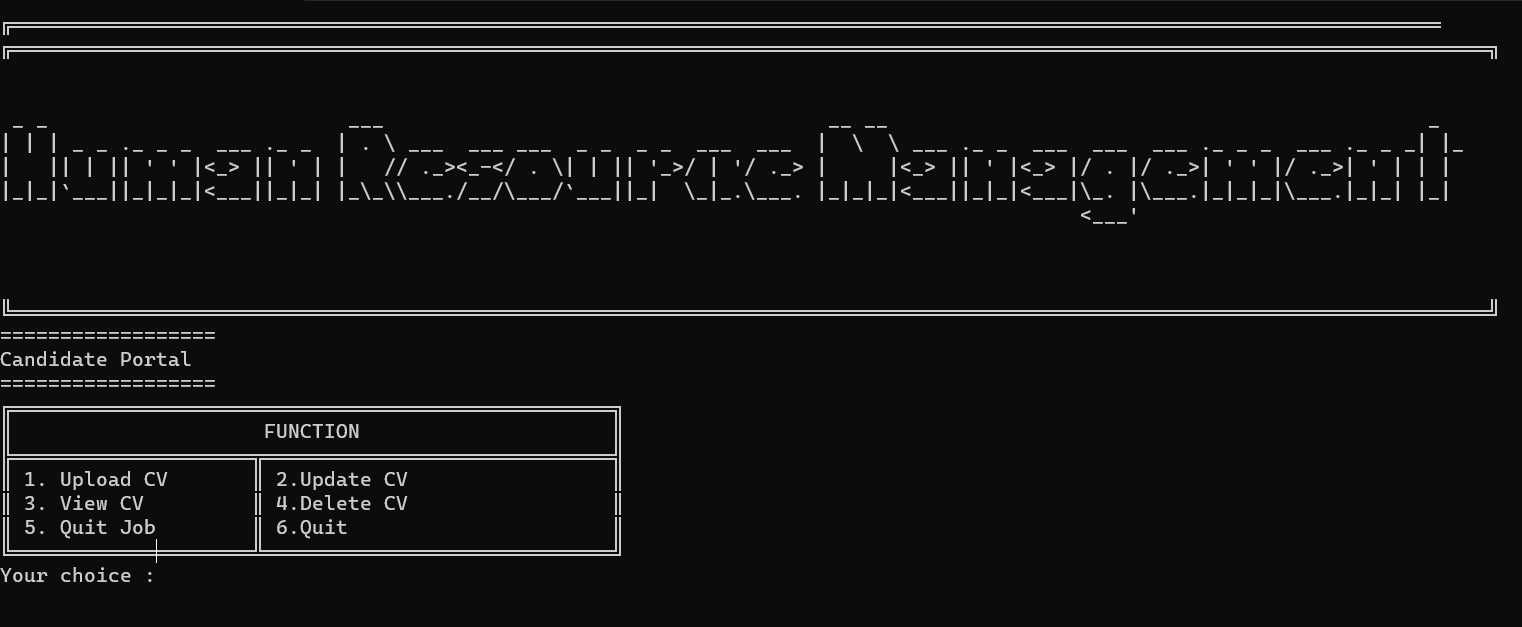 Human Resource Management
==================
Candidate Portal
==================
FUNCTION
1. Upload CV 2.Update CV
3. View CV 4.Delete CV
5. Quit Job 6.Quit
Your choice :